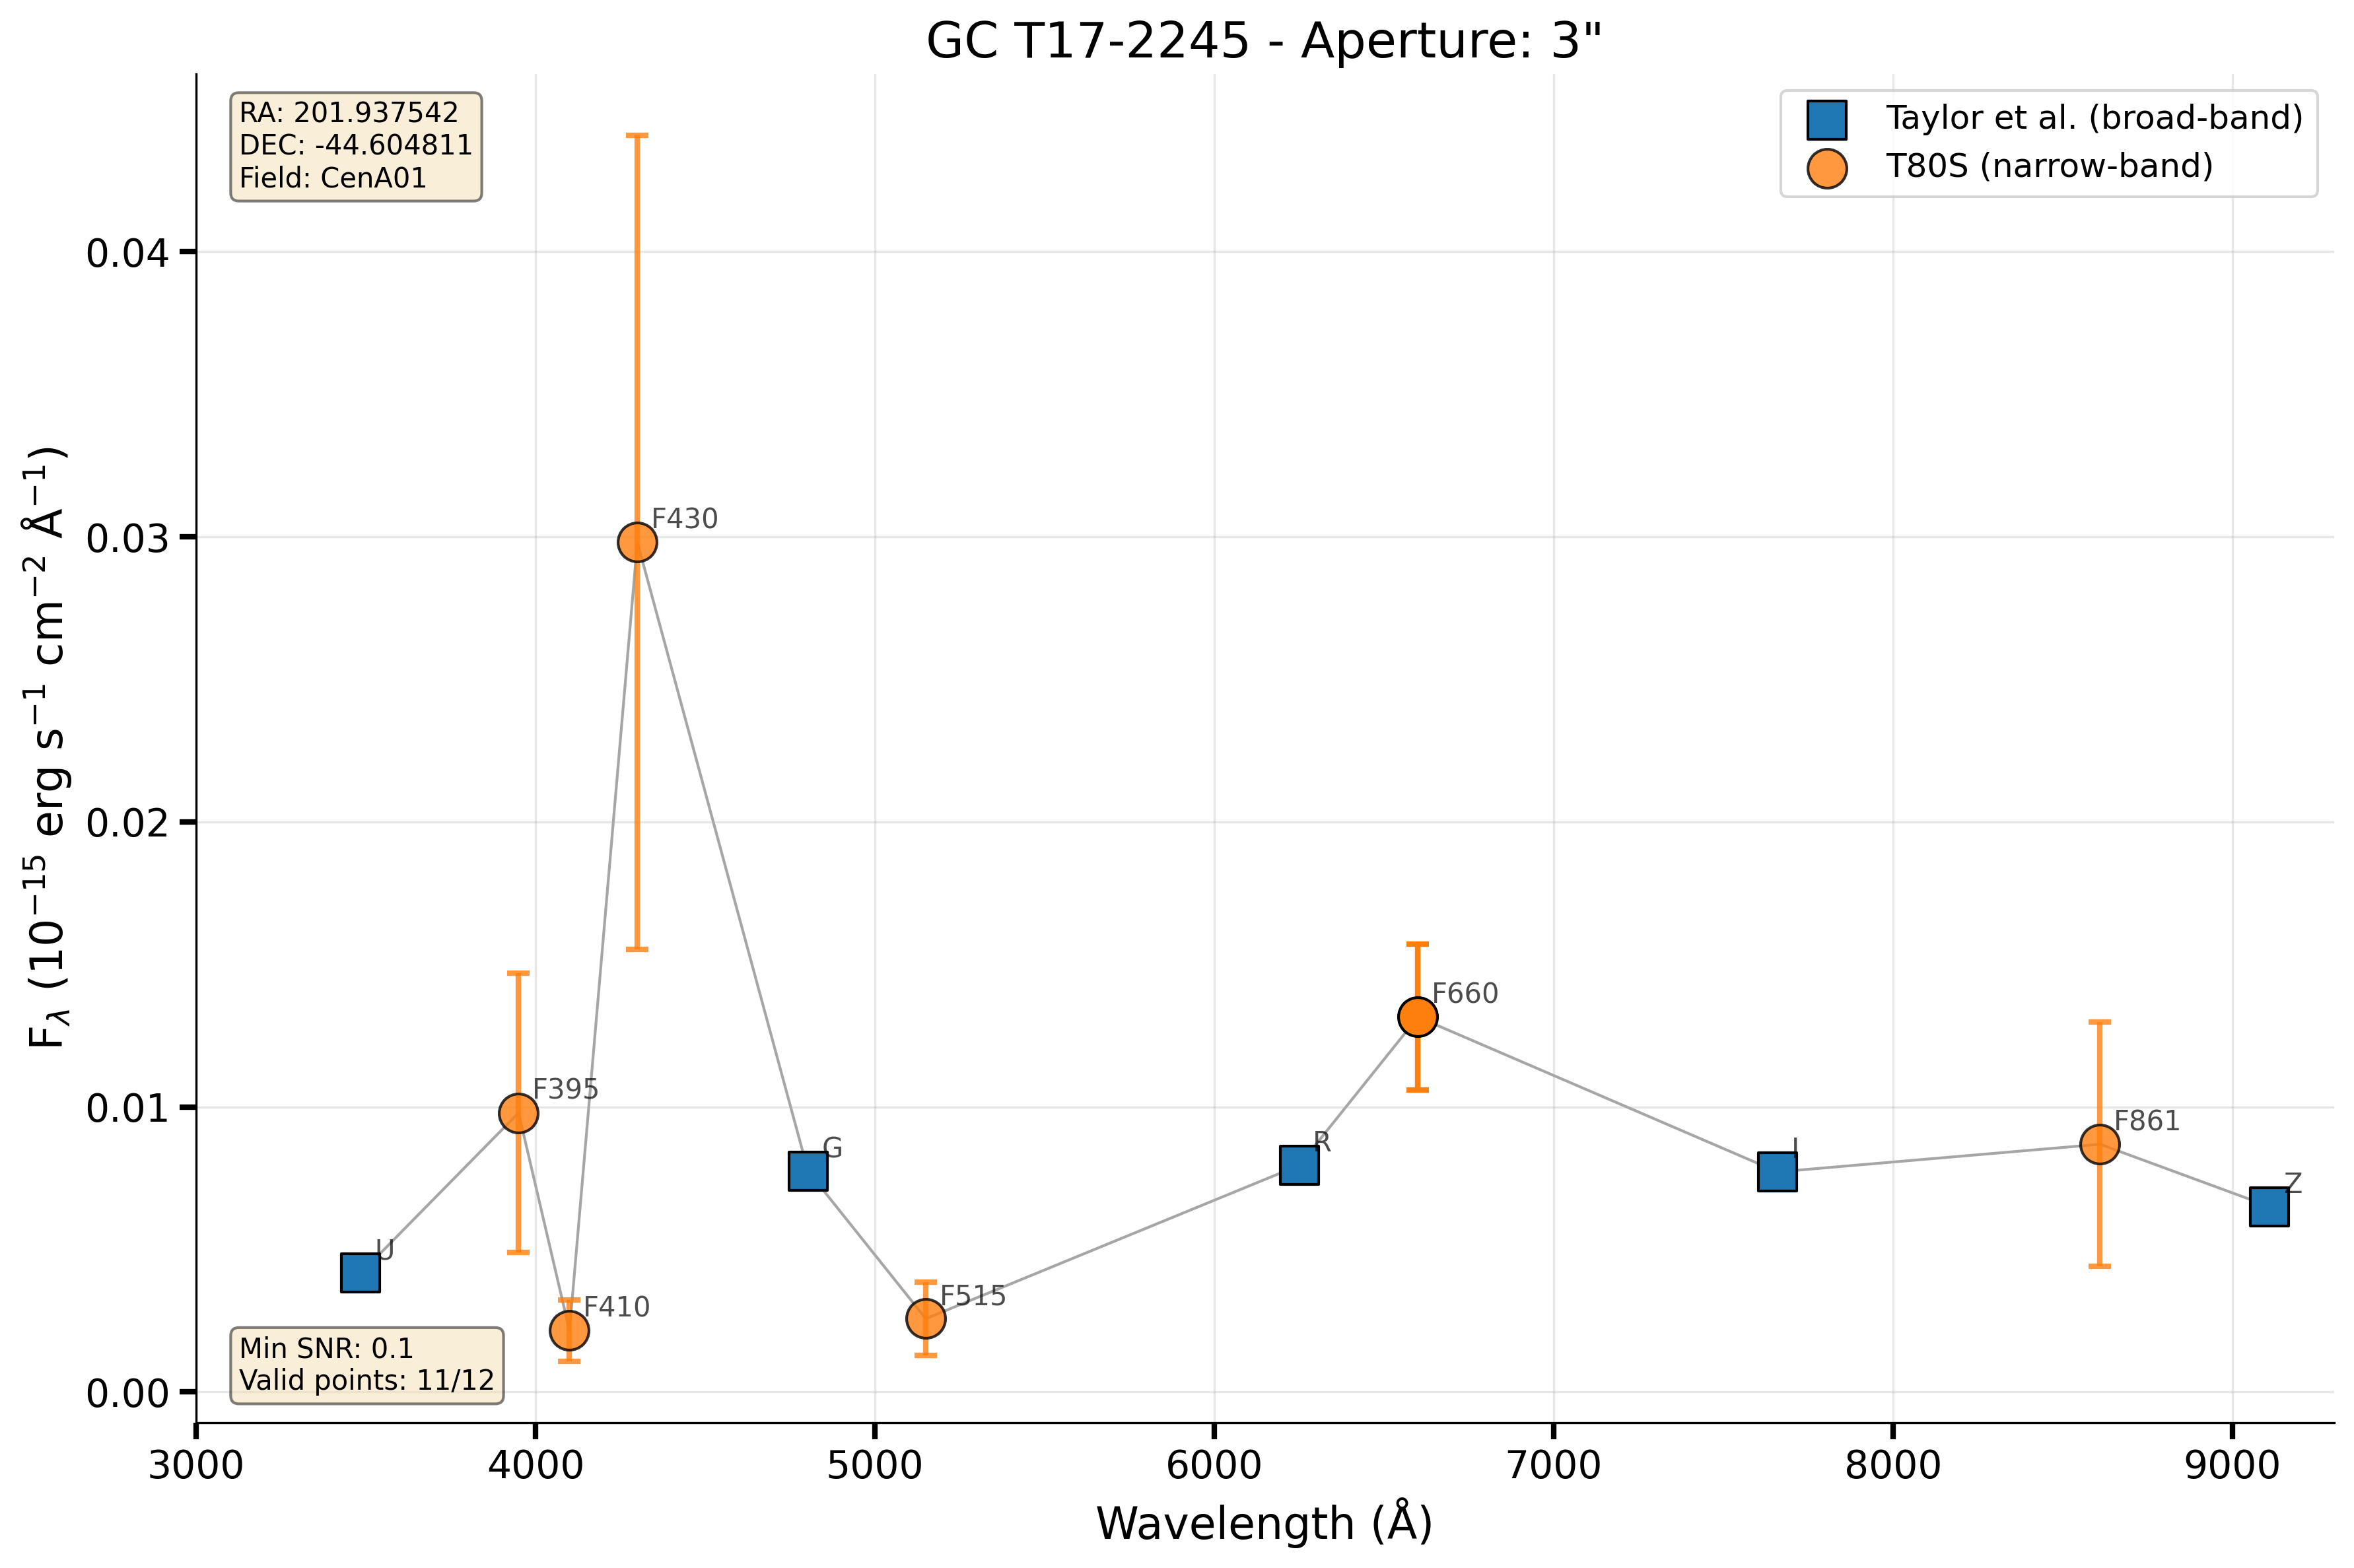 GC T17-2245 - Aperture: 3"
RA: 201.937542
DEC: -44.604811
Field: CenA01
Taylor et al. (broad-band)
T80S (narrow-band)
F430
F660
F395
F861
G
R
I
Z
U
F410
F515
Min SNR: 0.1
Valid points: 11/12
0.04
0.03
0.02
0.01
0.00
3000 4000 5000 6000 7000 8000 9000
Wavelength (Å)
F_λ (10⁻¹⁵ erg s⁻¹ cm⁻² Å⁻¹)